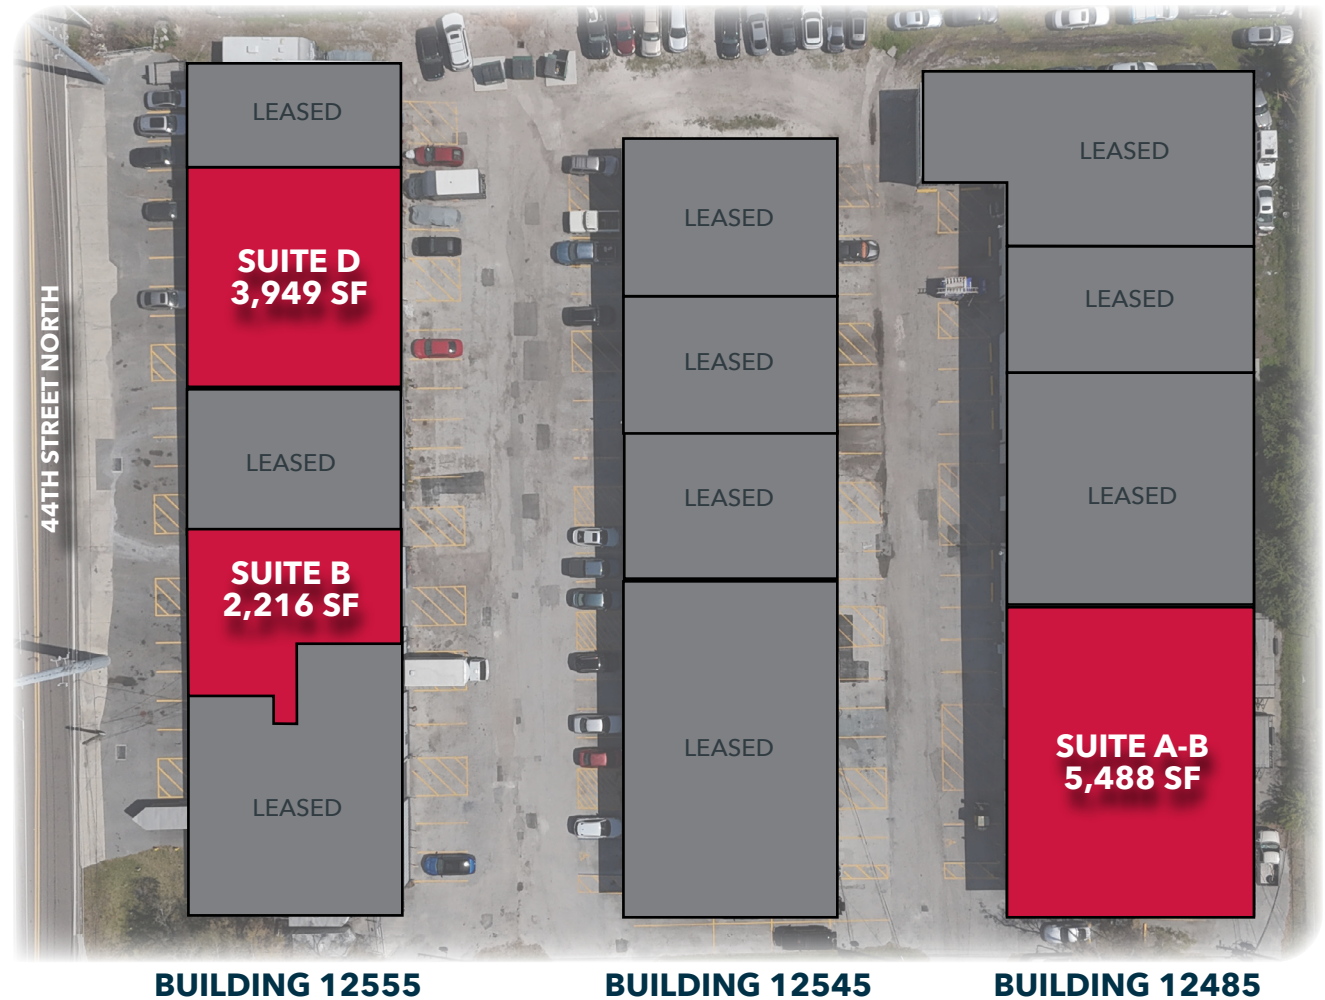 44TH STREET NORTH
LEASED
SUITE D
3,949 SF
LEASED
SUITE B
2,216 SF
LEASED
BUILDING 12555
LEASED
LEASED
LEASED
LEASED
BUILDING 12545
LEASED
LEASED
LEASED
SUITE A-B
5,488 SF
BUILDING 12485